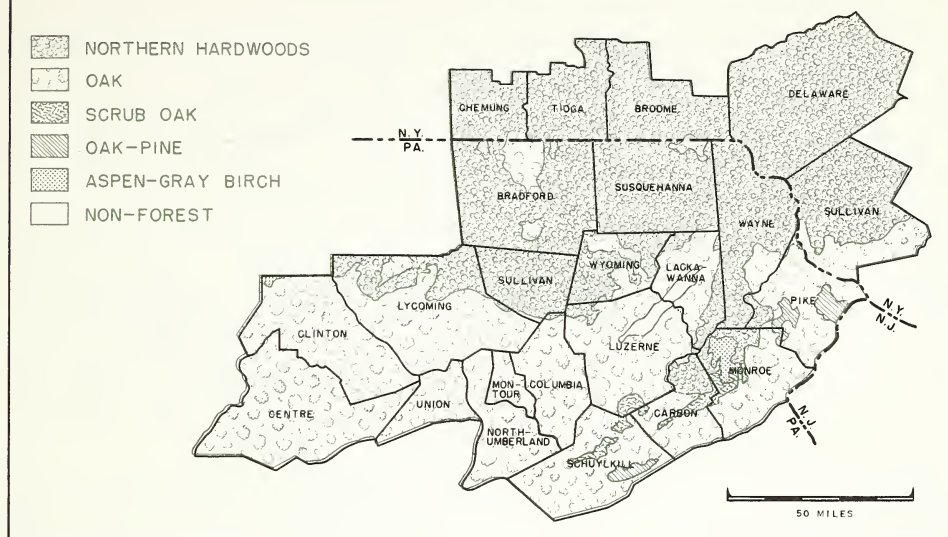 NORTHERN HARDWOODS
OAK
SCRUB OAK
OAK-PINE
ASPEN-GRAY BIRCH
NON-FOREST
CHEMUNG
TIOGA
BROOME
DELAWARE
N.Y.
PA.
BRADFORD
SUSQUEHANNA
WAYNE
SULLIVAN
SULLIVAN
WYOMING
LACKA-
WANNA
LYCOMING
PIKE
N.Y.
N.J.
CLINTON
LUZERNE
MONROE
CENTRE
UNION
MON-
TOUR
COLUMBIA
CARBON
NORTH-
UMBERLAND
N.J.
PA.
SCHUYLKILL
50 MILES